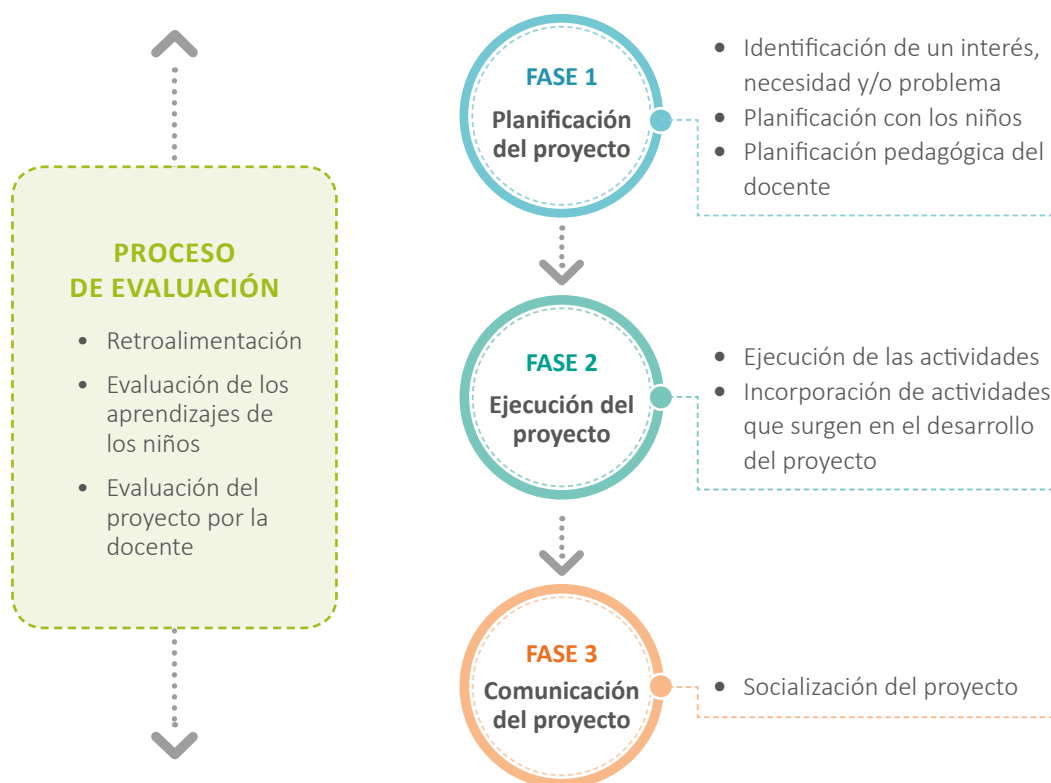 PROCESO
DE EVALUACIÓN
• Retroalimentación
• Evaluación de los
aprendizajes de
los niños
• Evaluación del
proyecto por la
docente
FASE 1
Planificación
del proyecto
• Identificación de un interés,
necesidad y/o problema
• Planificación con los niños
• Planificación pedagógica del
docente
FASE 2
Ejecución del
proyecto
• Ejecución de las actividades
• Incorporación de actividades
que surgen en el desarrollo
del proyecto
FASE 3
Comunicación
del proyecto
• Socialización del proyecto